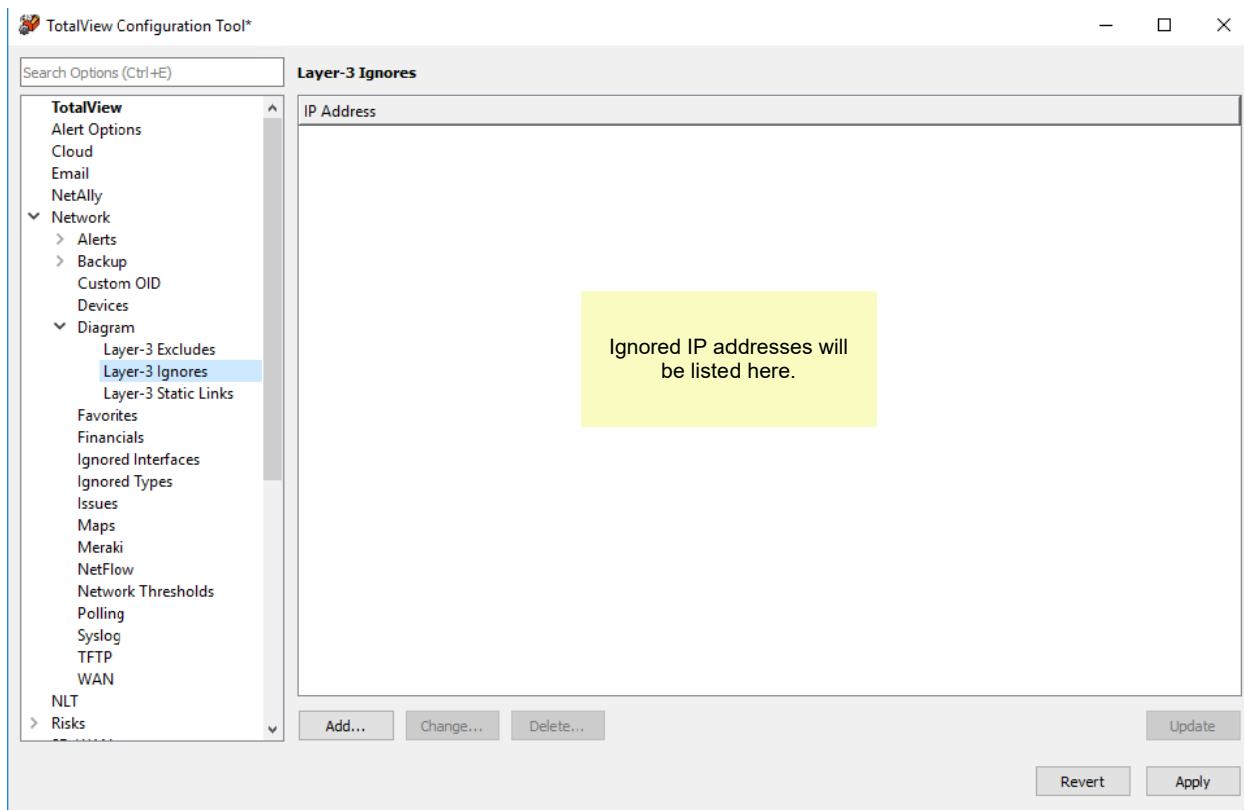 TotalView Configuration Tool*
Search Options (Ctrl+E)
Layer-3 Ignores
TotalView
Alert Options
Cloud
Email
NetAlly
Network
Alerts
Backup
Custom OID
Devices
Diagram
Layer-3 Excludes
Layer-3 Ignores
Layer-3 Static Links
Favorites
Financials
Ignored Interfaces
Ignored Types
Issues
Maps
Meraki
NetFlow
Network Thresholds
Polling
Syslog
TFTP
WAN
NLT
Risks
IP Address
Ignored IP addresses will
be listed here.
Add... Change... Delete... Update
Revert Apply